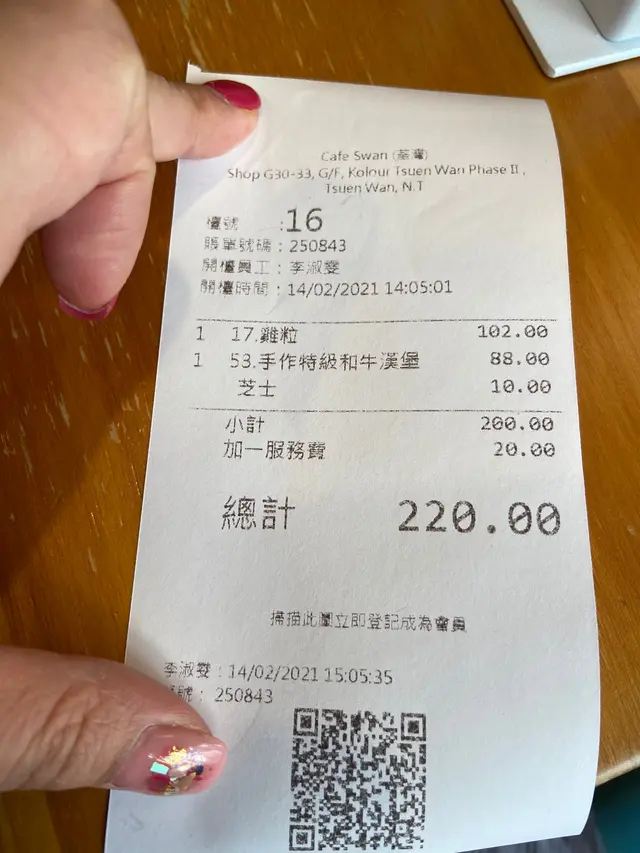 Cafe Swan (荃灣)
Shop G30-33, G/F, Kolour Tsuen Wan Phase II ,
Tsuen Wan, N.T
檯號 :16
賬單號碼：250843
開檯員工：李淑雯
開檯時間：14/02/2021 14:05:01
1 17.雞粒 102.00
1 53.手作特級和牛漢堡 88.00
芝士 10.00
小計 200.00
加一服務費 20.00
總計 220.00
掃描此圖立即登記成為會員
李淑雯：14/02/2021 15:05:35
號： 250843